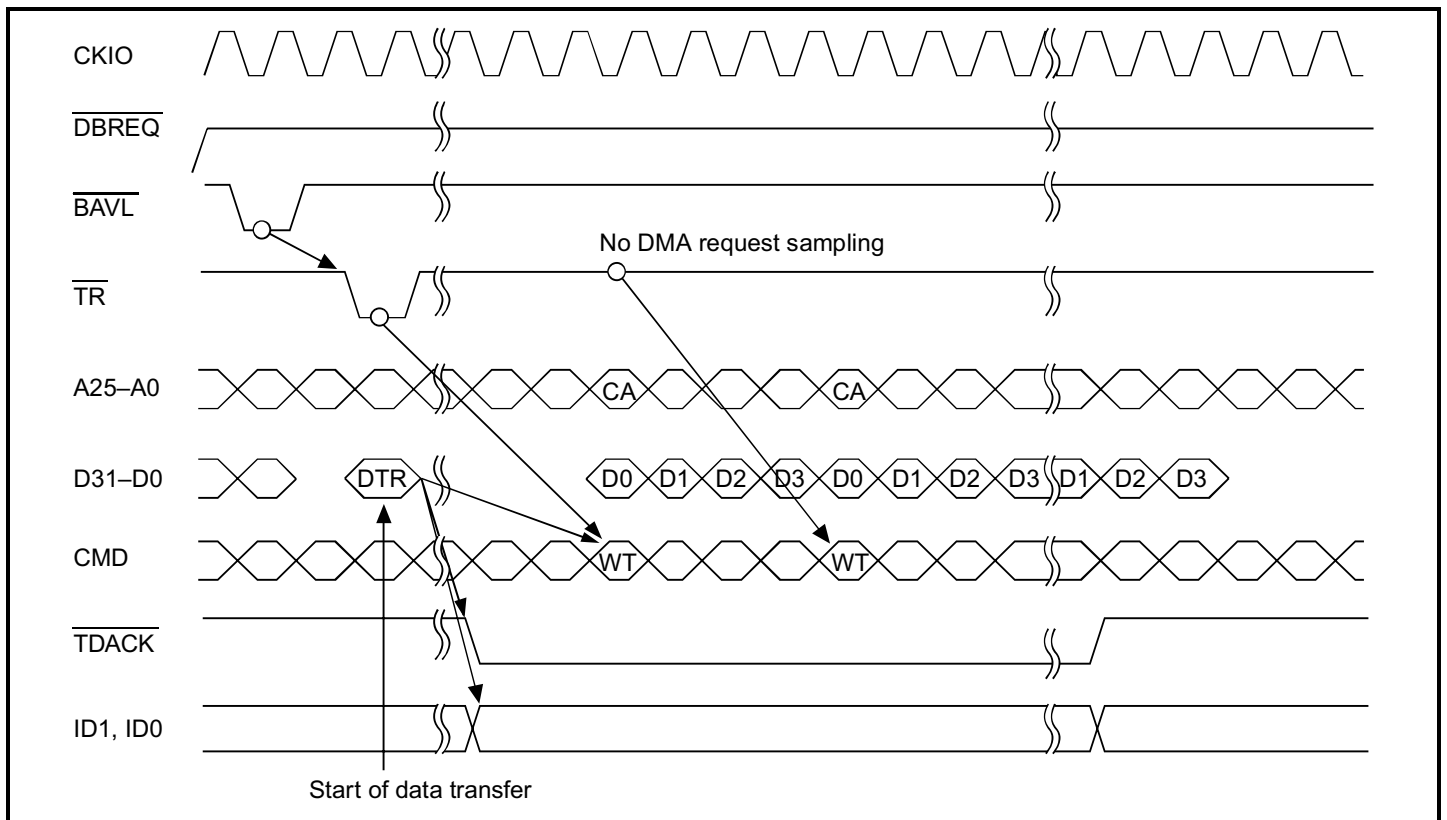 CKIO
DBREQ
BAVL
No DMA request sampling
TR
A25–A0 CA CA
D31–D0 DTR D0 D1 D2 D3 D0 D1 D2 D3 D1 D2 D3
CMD WT WT
TDACK
ID1, ID0
Start of data transfer